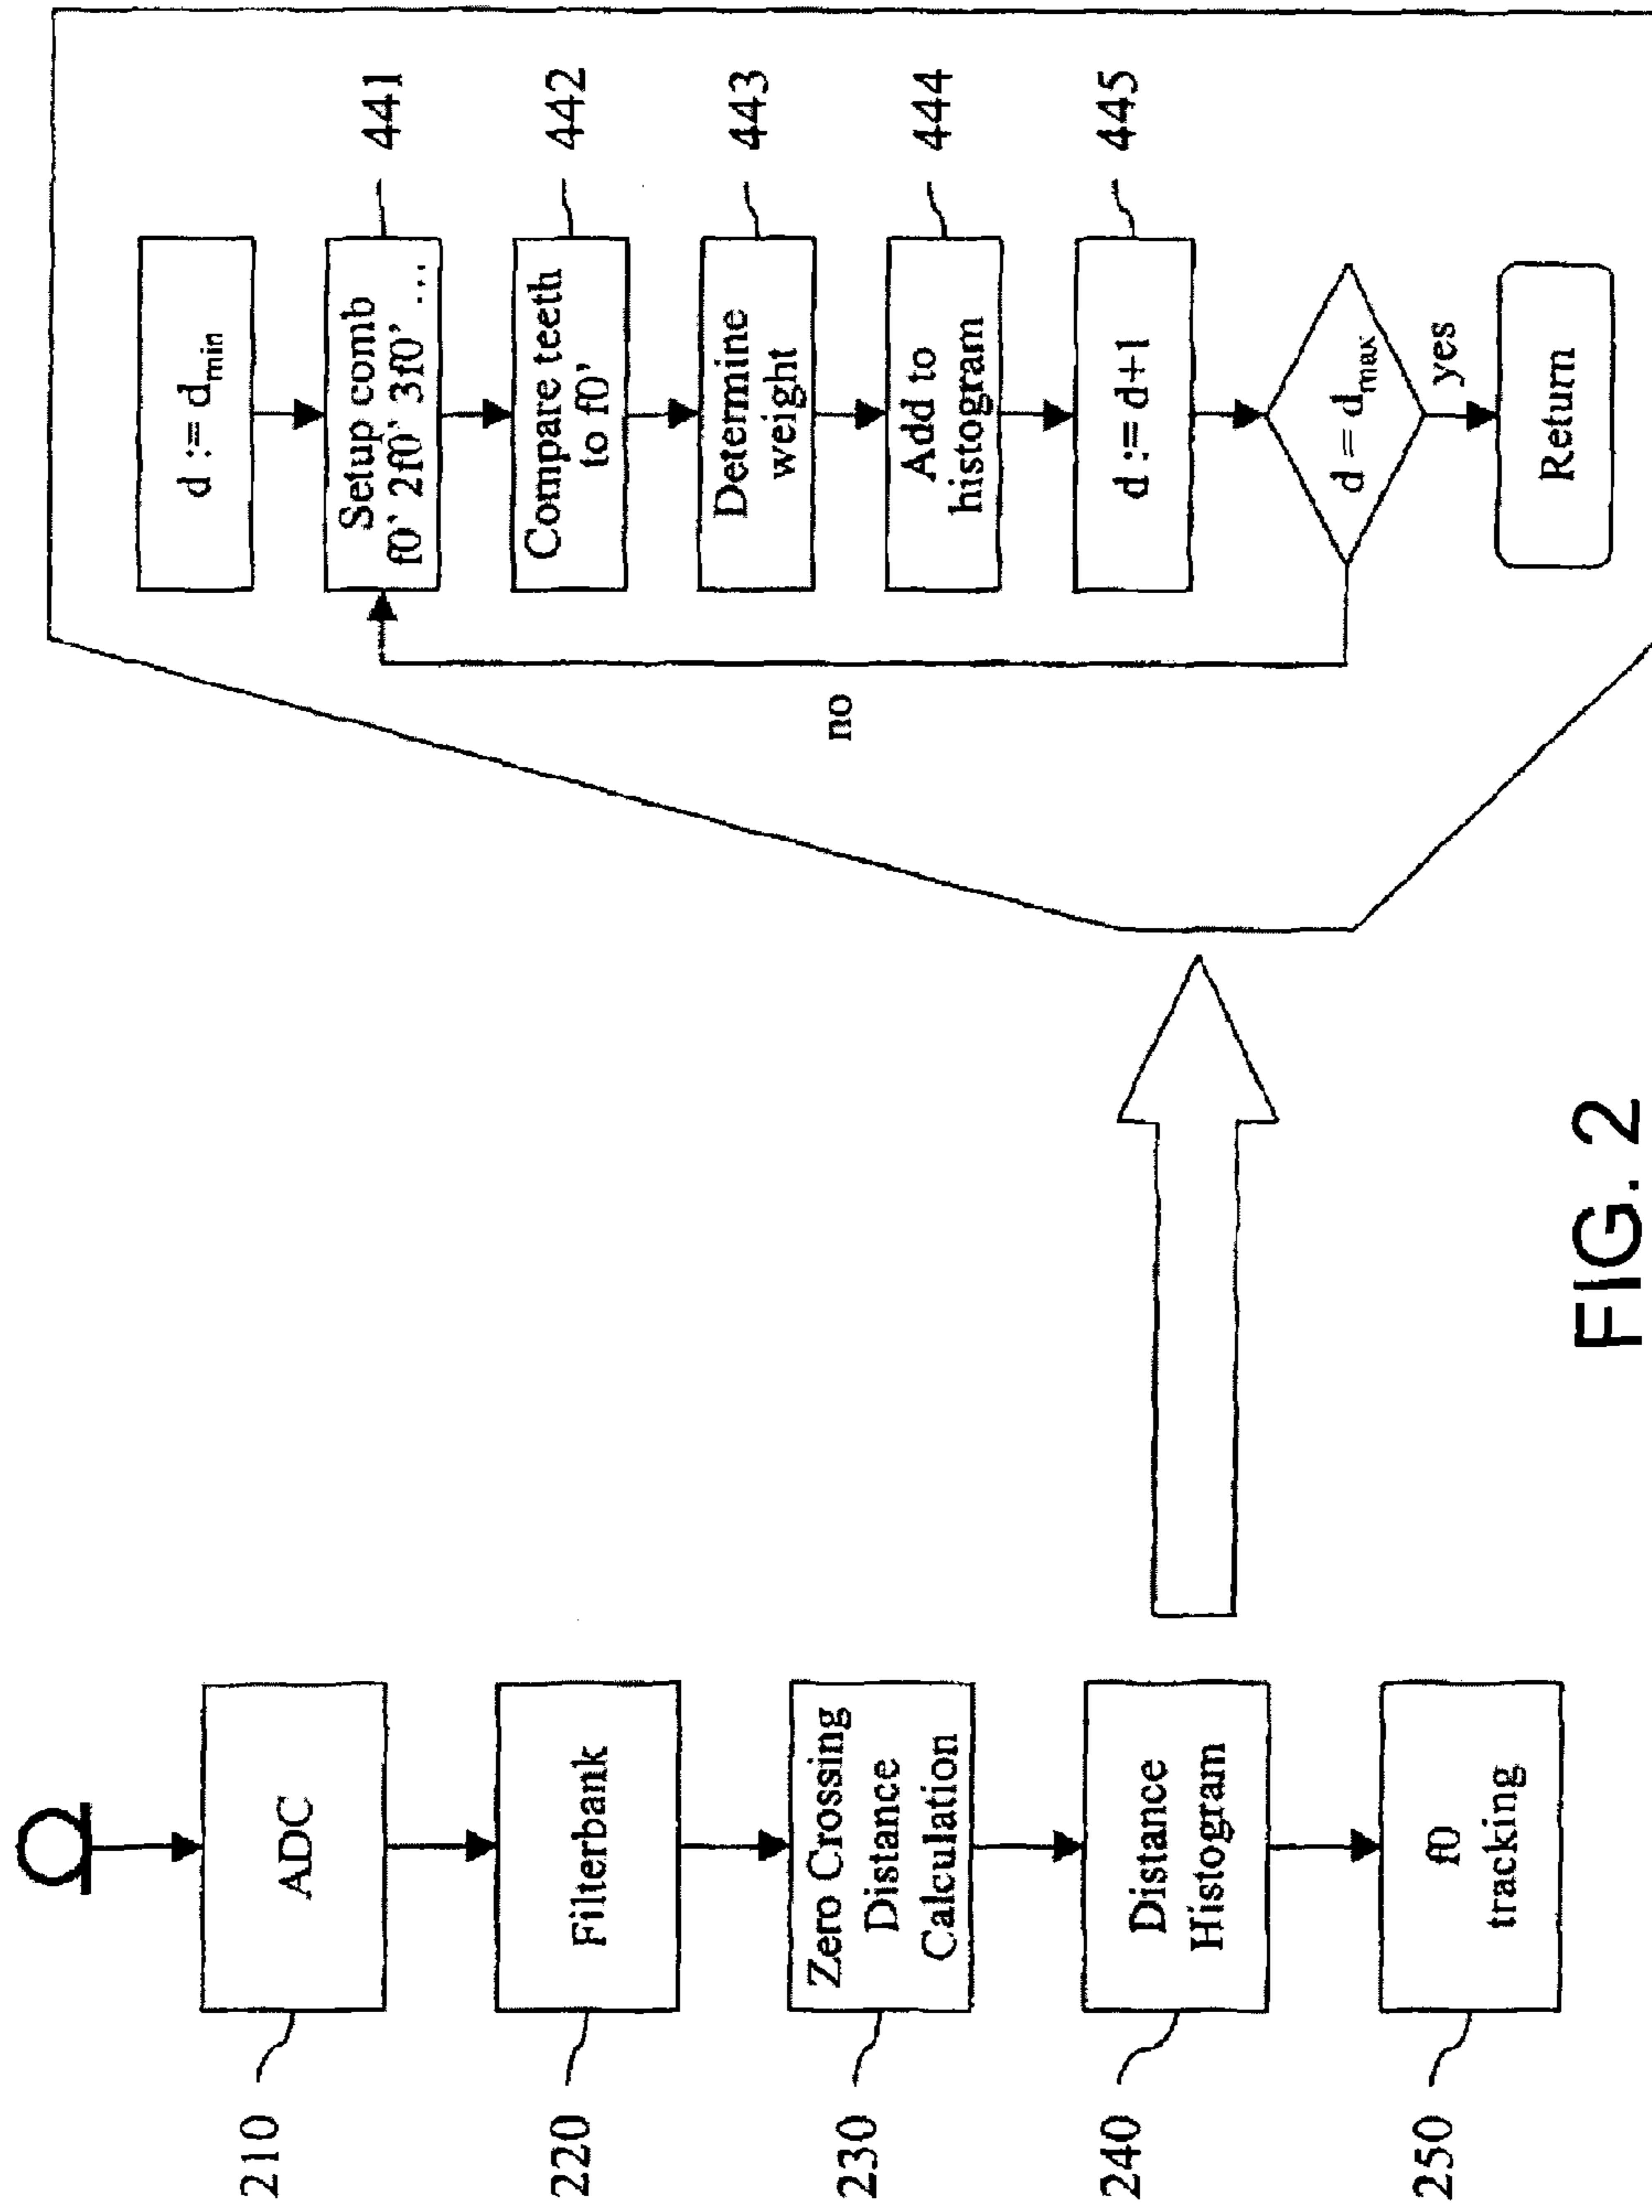 210
ADC
220
Filterbank
230
Zero Crossing
Distance
Calculation
240
Distance
Histogram
250
f0
tracking
d := dmin
Setup comb
f0' 2f0' 3f0' ...
441
Compare teeth
to f0'
442
Determine
weight
443
Add to
histogram
444
d := d+1
445
d = dmax
no
yes
Return
FIG. 2